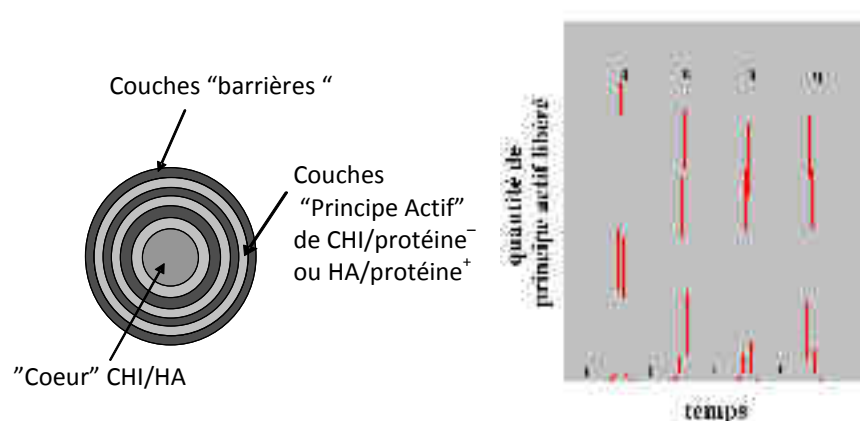 Couches “barrières “
Couches
“Principe Actif”
de CHI/protéine⁻
ou HA/protéine⁺
”Coeur” CHI/HA
quantité de
principe actif libéré
temps